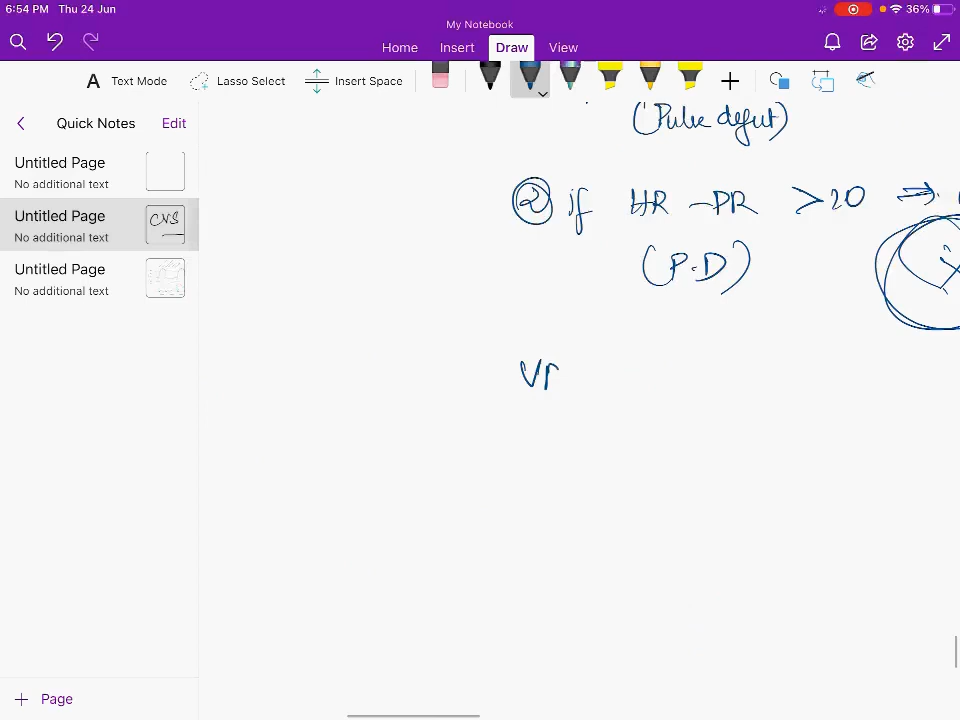 6:54 PM Thu 24 Jun
36%
My Notebook
Home Insert Draw View
Text Mode Lasso Select Insert Space
Quick Notes Edit
Untitled Page
No additional text
Untitled Page
No additional text
CNS
Untitled Page
No additional text
(Pulse defict)
② if HR - PR >20 ⇒
(P.D)
Page